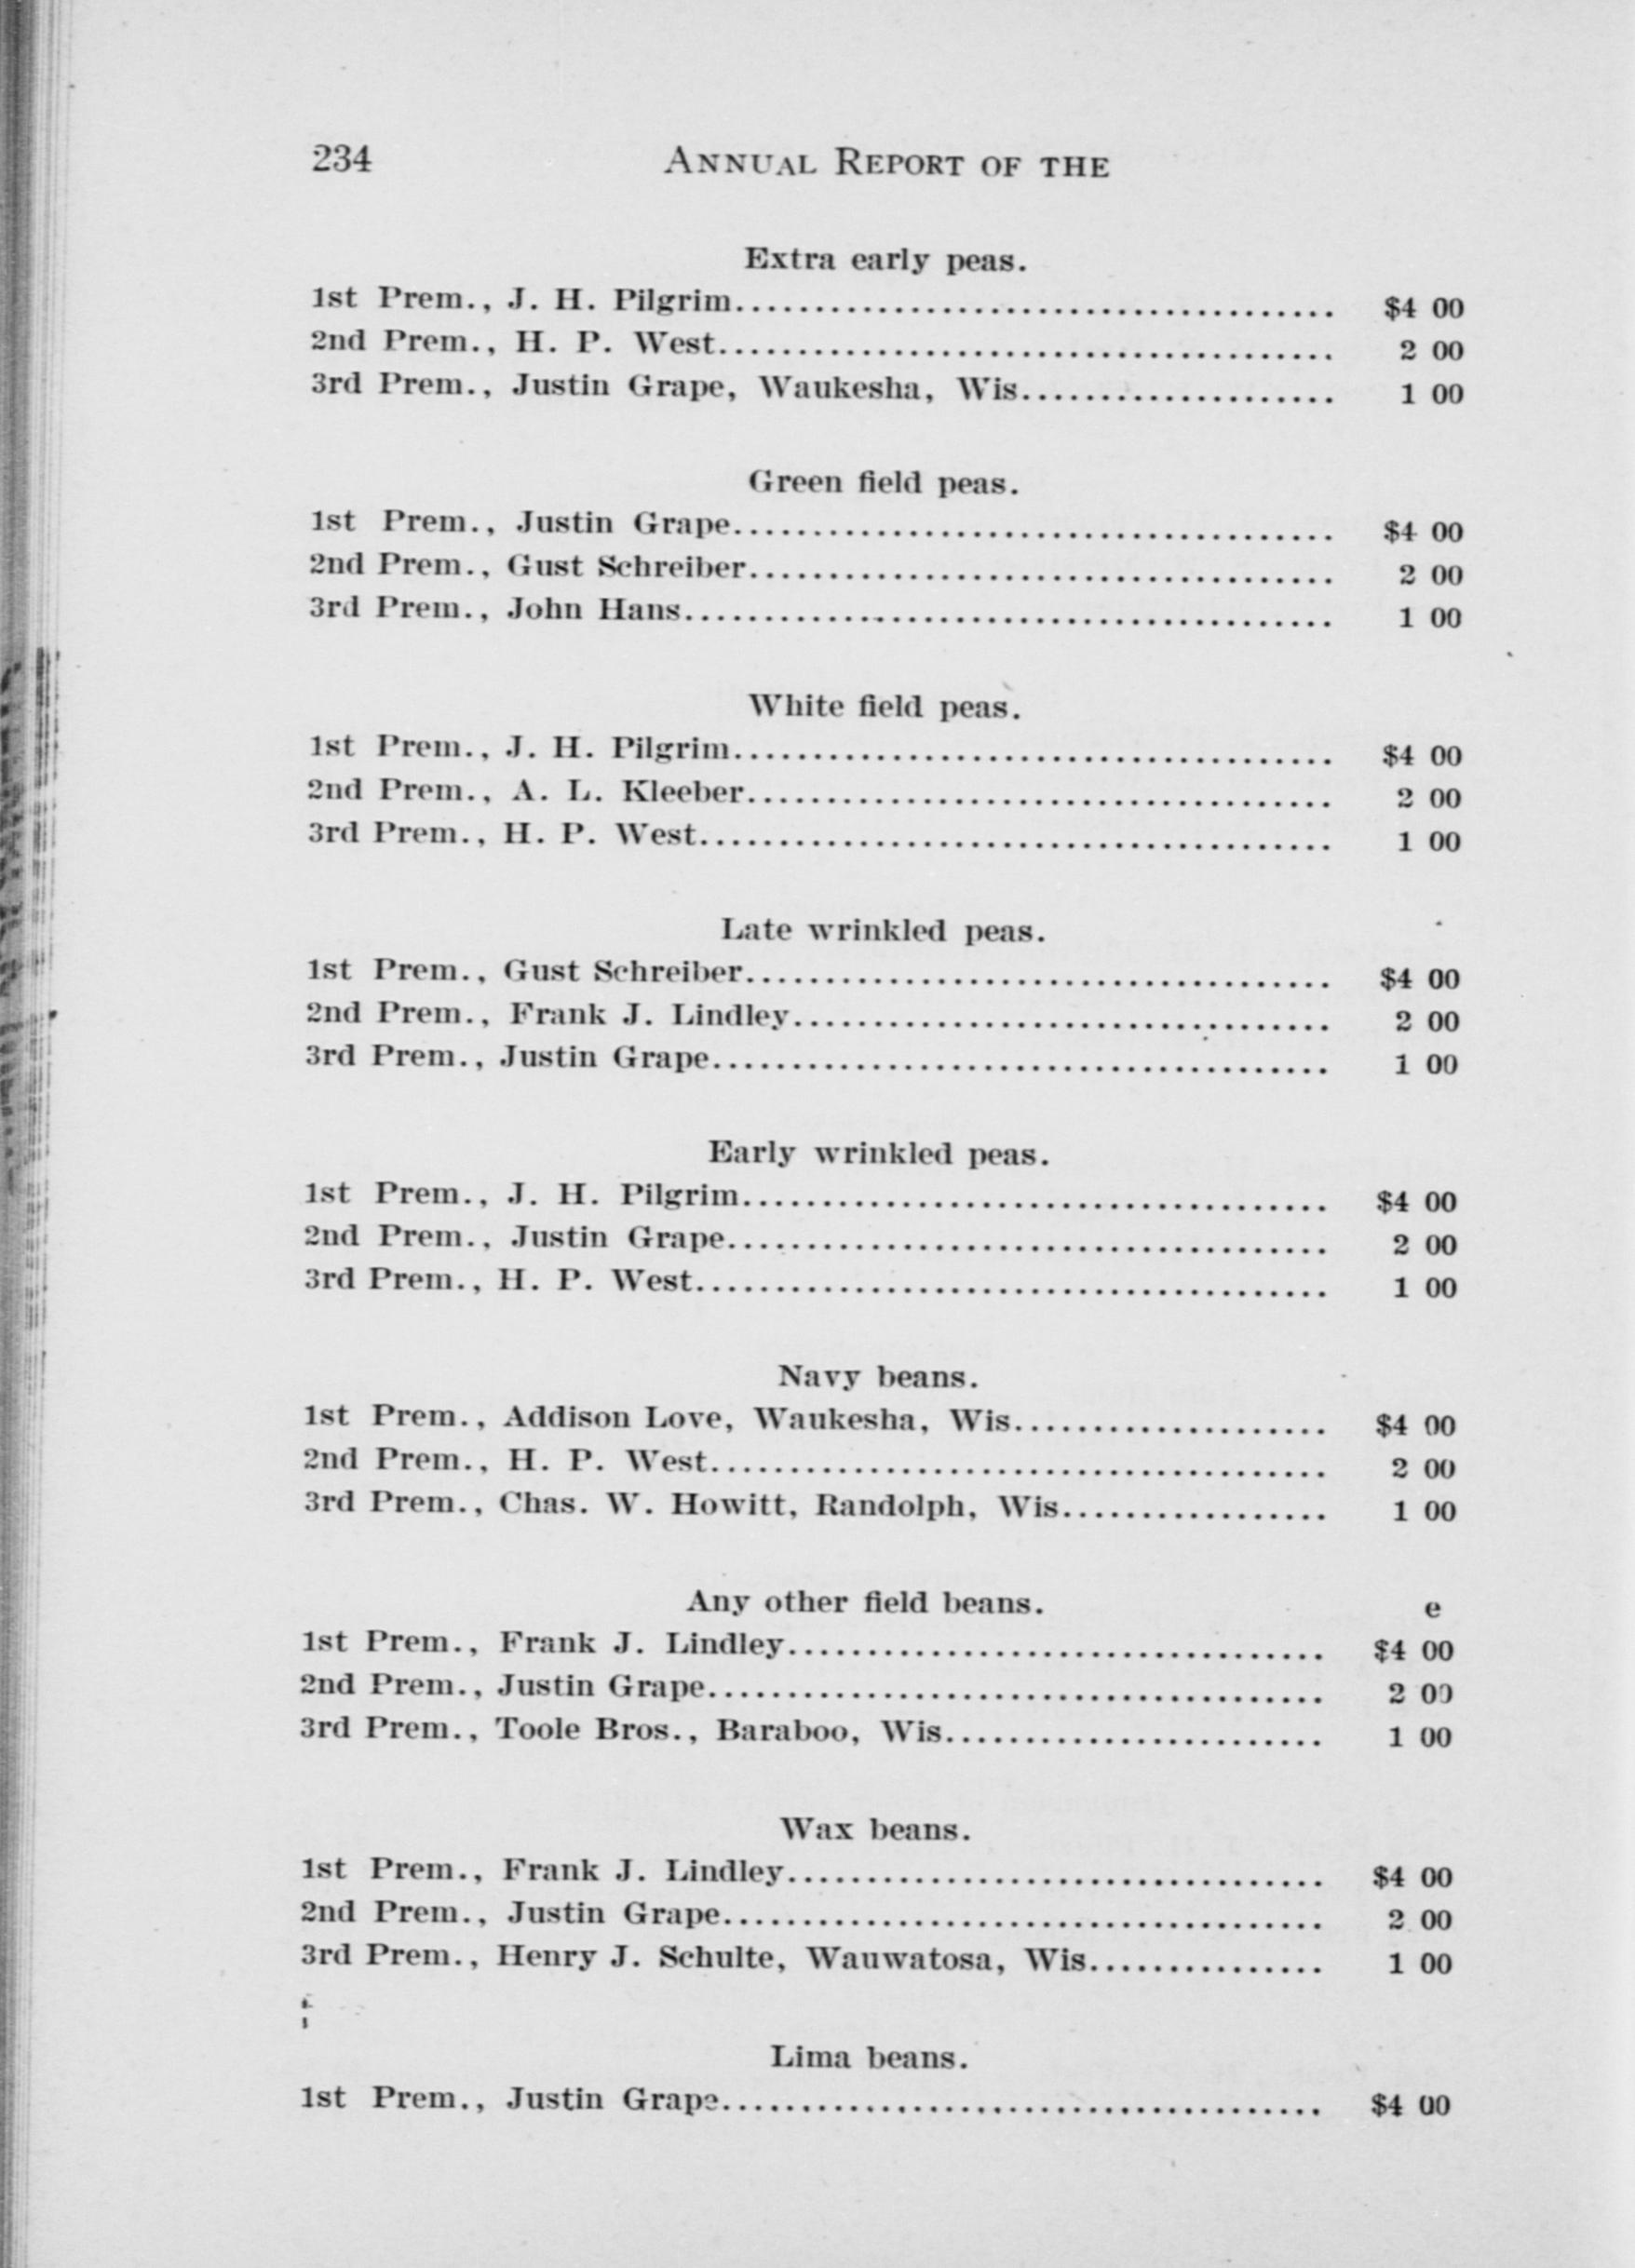 234 ANNUAL REPORT OF THE
Extra early peas.
1st Prem., J. H. Pilgrim........................................ $4 00
2nd Prem., H. P. West........................................ 2 00
3rd Prem., Justin Grape, Waukesha, Wis.................... 1 00
Green field peas.
1st Prem., Justin Grape........................................ $4 00
2nd Prem., Gust Schreiber..................................... 2 00
3rd Prem., John Hans.......................................... 1 00
White field peas.
1st Prem., J. H. Pilgrim........................................ $4 00
2nd Prem., A. L. Kleeber..................................... 2 00
3rd Prem., H. P. West........................................ 1 00
Late wrinkled peas.
1st Prem., Gust Schreiber..................................... $4 00
2nd Prem., Frank J. Lindley.................................. 2 00
3rd Prem., Justin Grape....................................... 1 00
Early wrinkled peas.
1st Prem., J. H. Pilgrim..................................... $4 00
2nd Prem., Justin Grape...................................... 2 00
3rd Prem., H. P. West........................................ 1 00
Navy beans.
1st Prem., Addison Love, Waukesha, Wis.................... $4 00
2nd Prem., H. P. West....................................... 2 00
3rd Prem., Chas. W. Howitt, Randolph, Wis................. 1 00
Any other field beans. e
1st Prem., Frank J. Lindley.................................. $4 00
2nd Prem., Justin Grape....................................... 2 00
3rd Prem., Toole Bros., Baraboo, Wis........................ 1 00
Wax beans.
1st Prem., Frank J. Lindley.................................. $4 00
2nd Prem., Justin Grape...................................... 2 00
3rd Prem., Henry J. Schulte, Wauwatosa, Wis............... 1 00
Lima beans.
1st Prem., Justin Grape...................................... $4 00